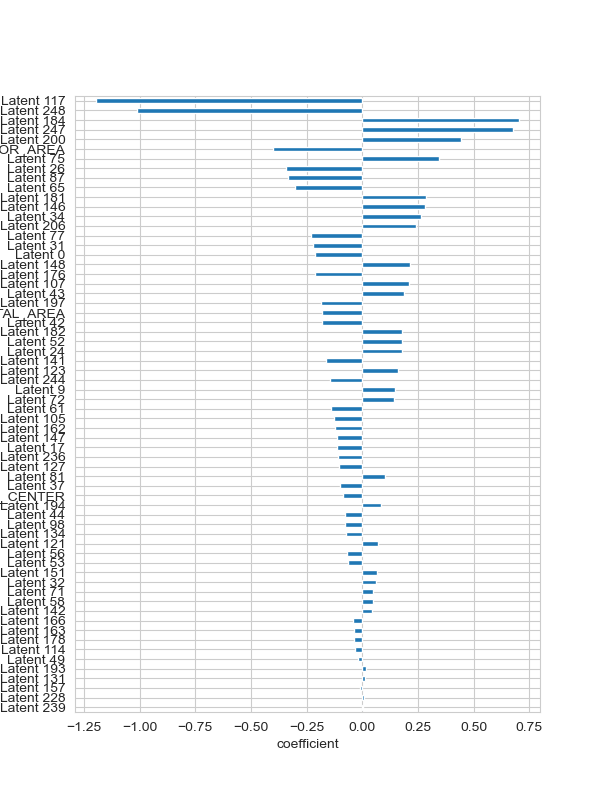 Latent 117
Latent 248
Latent 184
Latent 247
Latent 200
OR_AREA
Latent 75
Latent 26
Latent 87
Latent 65
Latent 181
Latent 146
Latent 34
Latent 206
Latent 77
Latent 31
Latent 0
Latent 148
Latent 176
Latent 107
Latent 43
Latent 197
TAL_AREA
Latent 42
Latent 182
Latent 52
Latent 24
Latent 141
Latent 123
Latent 244
Latent 9
Latent 72
Latent 61
Latent 105
Latent 162
Latent 147
Latent 17
Latent 236
Latent 127
Latent 81
Latent 37
_CENTER
Latent 194
Latent 44
Latent 98
Latent 134
Latent 121
Latent 56
Latent 53
Latent 151
Latent 32
Latent 71
Latent 58
Latent 142
Latent 166
Latent 163
Latent 178
Latent 114
Latent 49
Latent 193
Latent 131
Latent 157
Latent 228
Latent 239
−1.25 −1.00 −0.75 −0.50 −0.25 0.00 0.25 0.50 0.75
coefficient